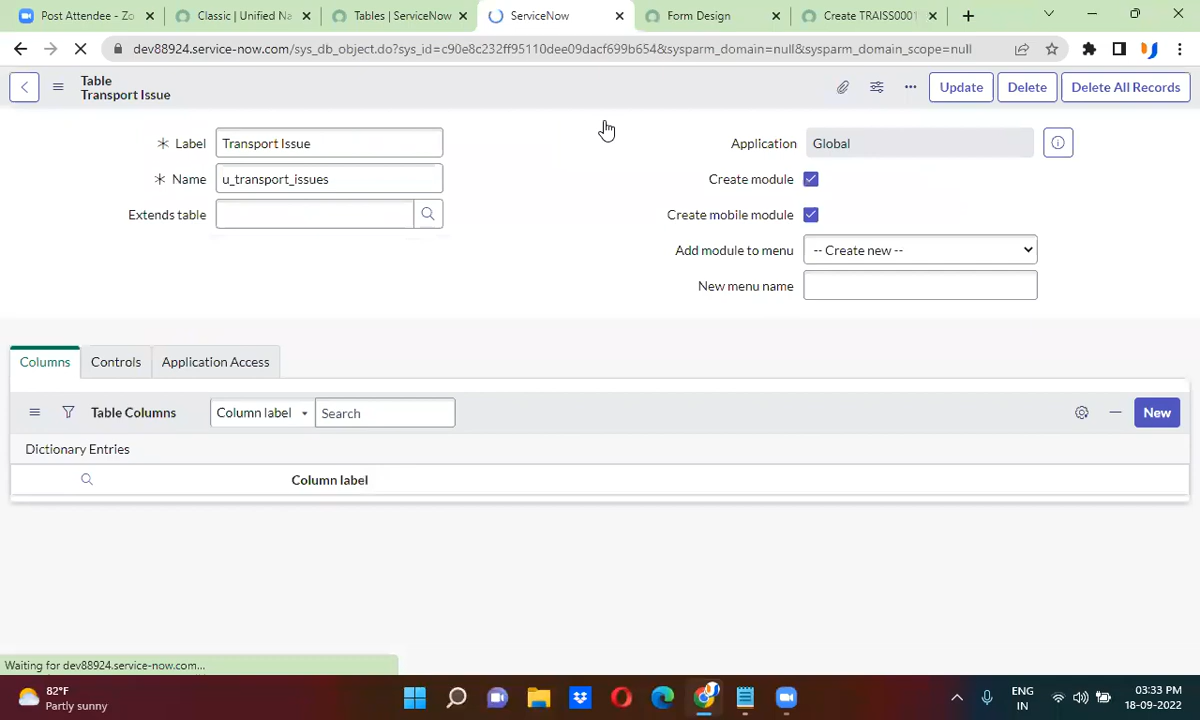 Post Attendee - Zo
Classic | Unified Na
Tables | ServiceNow
ServiceNow
Form Design
Create TRAISS0001
dev88924.service-now.com/sys_db_object.do?sys_id=c90e8c232ff95110dee09dacf699b654&sysparm_domain=null&sysparm_domain_scope=null
Table
Transport Issue
Update
Delete
Delete All Records
Label
Transport Issue
Application
Global
Name
u_transport_issues
Create module
Extends table
Create mobile module
Add module to menu
-- Create new --
New menu name
Columns
Controls
Application Access
Table Columns
Column label
Search
New
Dictionary Entries
Column label
Waiting for dev88924.service-now.com...
82°F
Partly sunny
ENG
IN
03:33 PM
18-09-2022